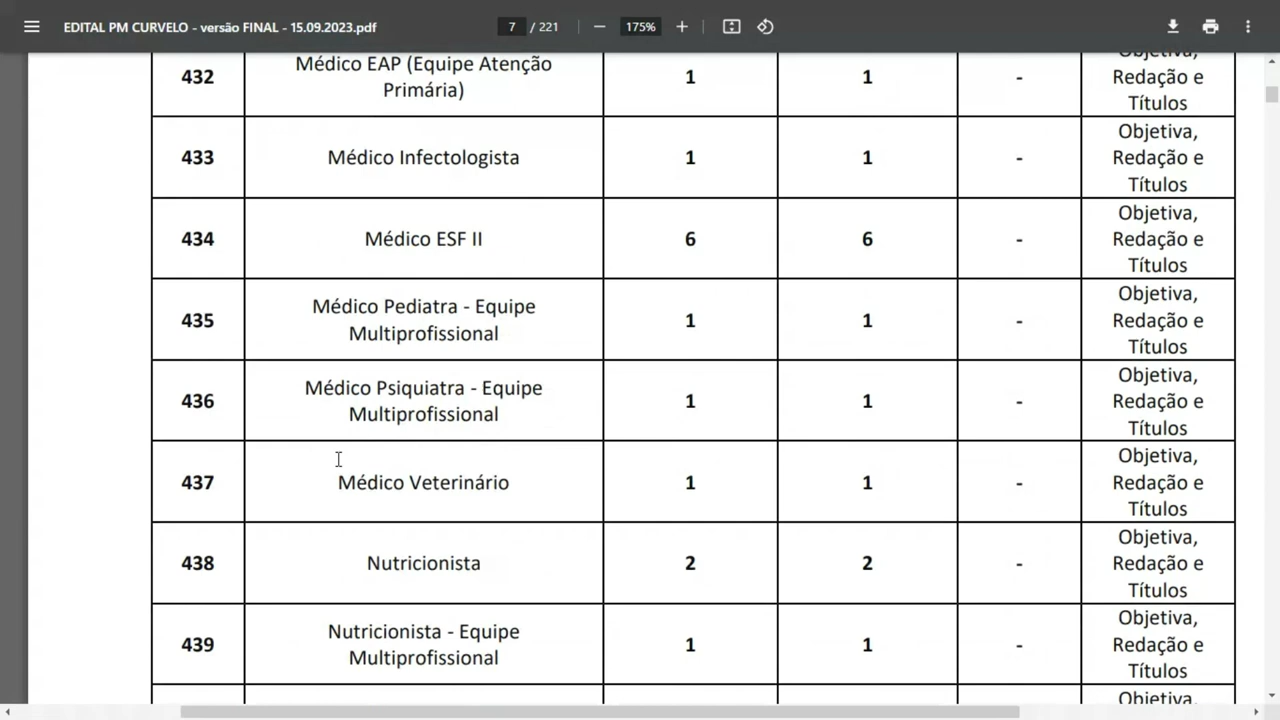 EDITAL PM CURVELO - versão FINAL - 15.09.2023.pdf 7 / 221 — 175% +
432 Médico EAP (Equipe Atenção Primária) 1 1 - Objetiva, Redação e Títulos
433 Médico Infectologista 1 1 - Objetiva, Redação e Títulos
434 Médico ESF II 6 6 - Objetiva, Redação e Títulos
435 Médico Pediatra - Equipe Multiprofissional 1 1 - Objetiva, Redação e Títulos
436 Médico Psiquiatra - Equipe Multiprofissional 1 1 - Objetiva, Redação e Títulos
437 Médico Veterinário 1 1 - Objetiva, Redação e Títulos
438 Nutricionista 2 2 - Objetiva, Redação e Títulos
439 Nutricionista - Equipe Multiprofissional 1 1 - Objetiva, Redação e Títulos
Objetiva,